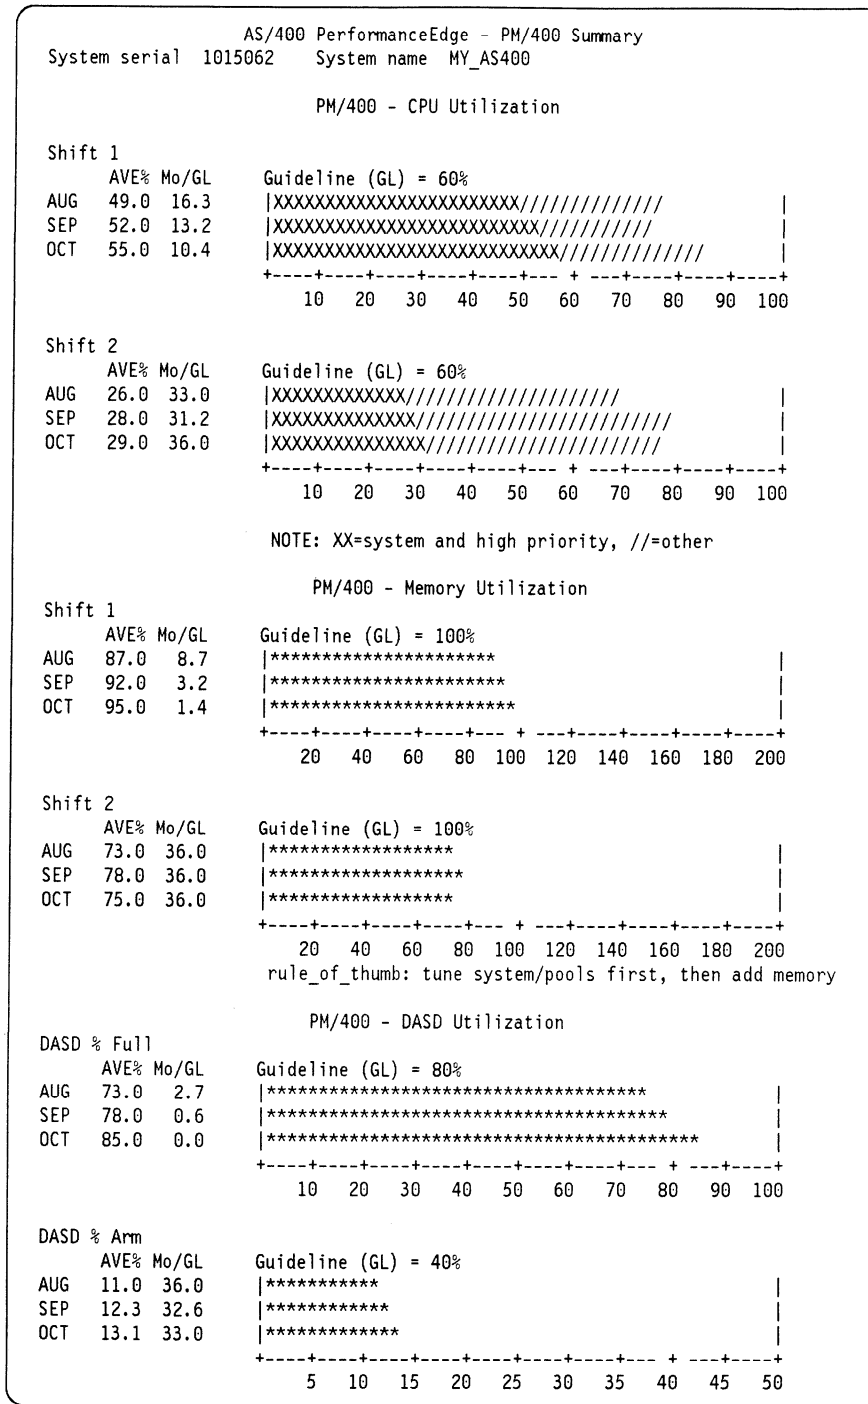 AS/400 PerformanceEdge - PM/400 Summary
System serial 1015062 System name MY_AS400
PM/400 - CPU Utilization
Shift 1
AVE% Mo/GL Guideline (GL) = 60%
AUG 49.0 16.3 |XXXXXXXXXXXXXXXXXXXXXXXX////////////// |
SEP 52.0 13.2 |XXXXXXXXXXXXXXXXXXXXXXXXXX/////////// |
OCT 55.0 10.4 |XXXXXXXXXXXXXXXXXXXXXXXXXXXX////////////// |
+----+----+----+----+----+--- + ---+----+----+----+
10 20 30 40 50 60 70 80 90 100
Shift 2
AVE% Mo/GL Guideline (GL) = 60%
AUG 26.0 33.0 |XXXXXXXXXXXXX///////////////////// |
SEP 28.0 31.2 |XXXXXXXXXXXXXX///////////////////////// |
OCT 29.0 36.0 |XXXXXXXXXXXXXXX/////////////////////// |
+----+----+----+----+----+--- + ---+----+----+----+
10 20 30 40 50 60 70 80 90 100
NOTE: XX=system and high priority, //=other
PM/400 - Memory Utilization
Shift 1
AVE% Mo/GL Guideline (GL) = 100%
AUG 87.0 8.7 |********************** |
SEP 92.0 3.2 |*********************** |
OCT 95.0 1.4 |************************ |
+----+----+----+----+--- + ---+----+----+----+----+
20 40 60 80 100 120 140 160 180 200
Shift 2
AVE% Mo/GL Guideline (GL) = 100%
AUG 73.0 36.0 |****************** |
SEP 78.0 36.0 |******************* |
OCT 75.0 36.0 |****************** |
+----+----+----+----+--- + ---+----+----+----+----+
20 40 60 80 100 120 140 160 180 200
rule_of_thumb: tune system/pools first, then add memory
PM/400 - DASD Utilization
DASD % Full
AVE% Mo/GL Guideline (GL) = 80%
AUG 73.0 2.7 |************************************* |
SEP 78.0 0.6 |*************************************** |
OCT 85.0 0.0 |****************************************** |
+----+----+----+----+----+----+----+--- + ---+----+
10 20 30 40 50 60 70 80 90 100
DASD % Arm
AVE% Mo/GL Guideline (GL) = 40%
AUG 11.0 36.0 |*********** |
SEP 12.3 32.6 |************ |
OCT 13.1 33.0 |************* |
+----+----+----+----+----+----+----+--- + ---+----+
5 10 15 20 25 30 35 40 45 50